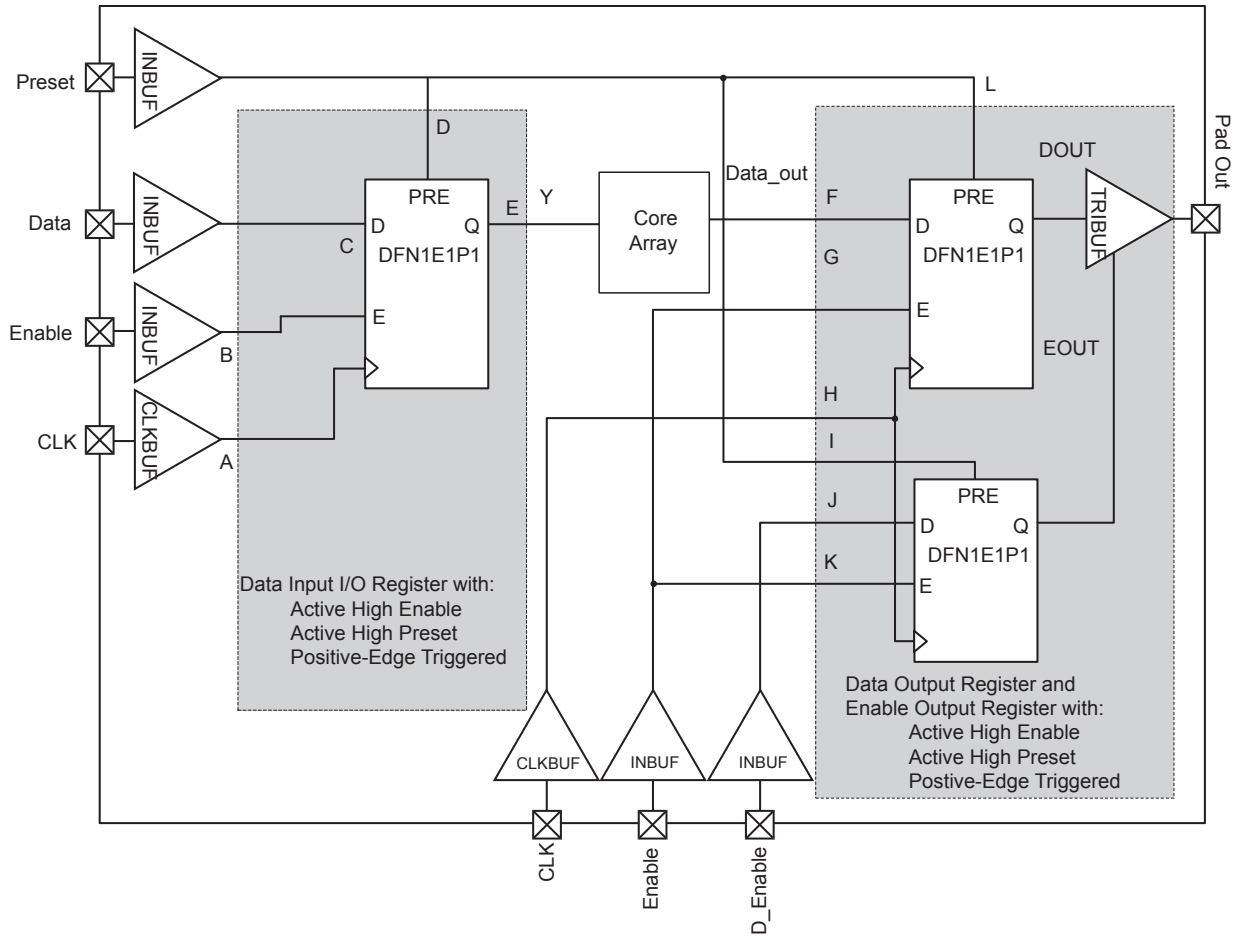 Preset
INBUF
D
L
Pad Out
Data
INBUF
C
PRE
D
Q
DFN1E1P1
E
Y
Core
Array
Data_out
F
G
PRE
D
Q
DFN1E1P1
E
DOUT
TRIBUF
EOUT
Enable
INBUF
B
E
CLK
CLKBUF
A
H
I
J
K
PRE
D
Q
DFN1E1P1
E
Data Input I/O Register with:
Active High Enable
Active High Preset
Positive-Edge Triggered
Data Output Register and
Enable Output Register with:
Active High Enable
Active High Preset
Postive-Edge Triggered
CLKBUF
INBUF
INBUF
CLK
Enable
D_Enable